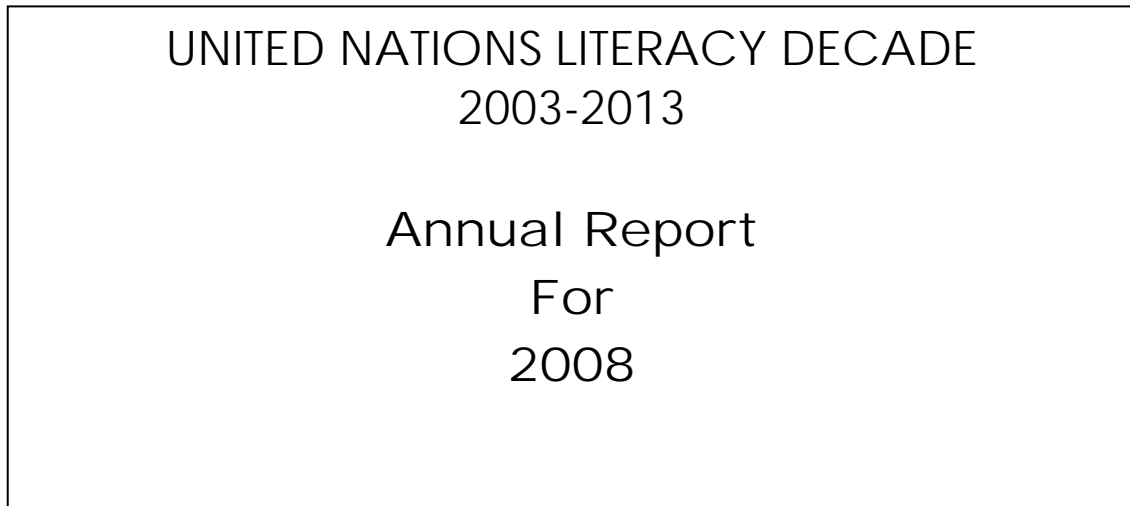 UNITED NATIONS LITERACY DECADE
2003-2013
Annual Report
For
2008